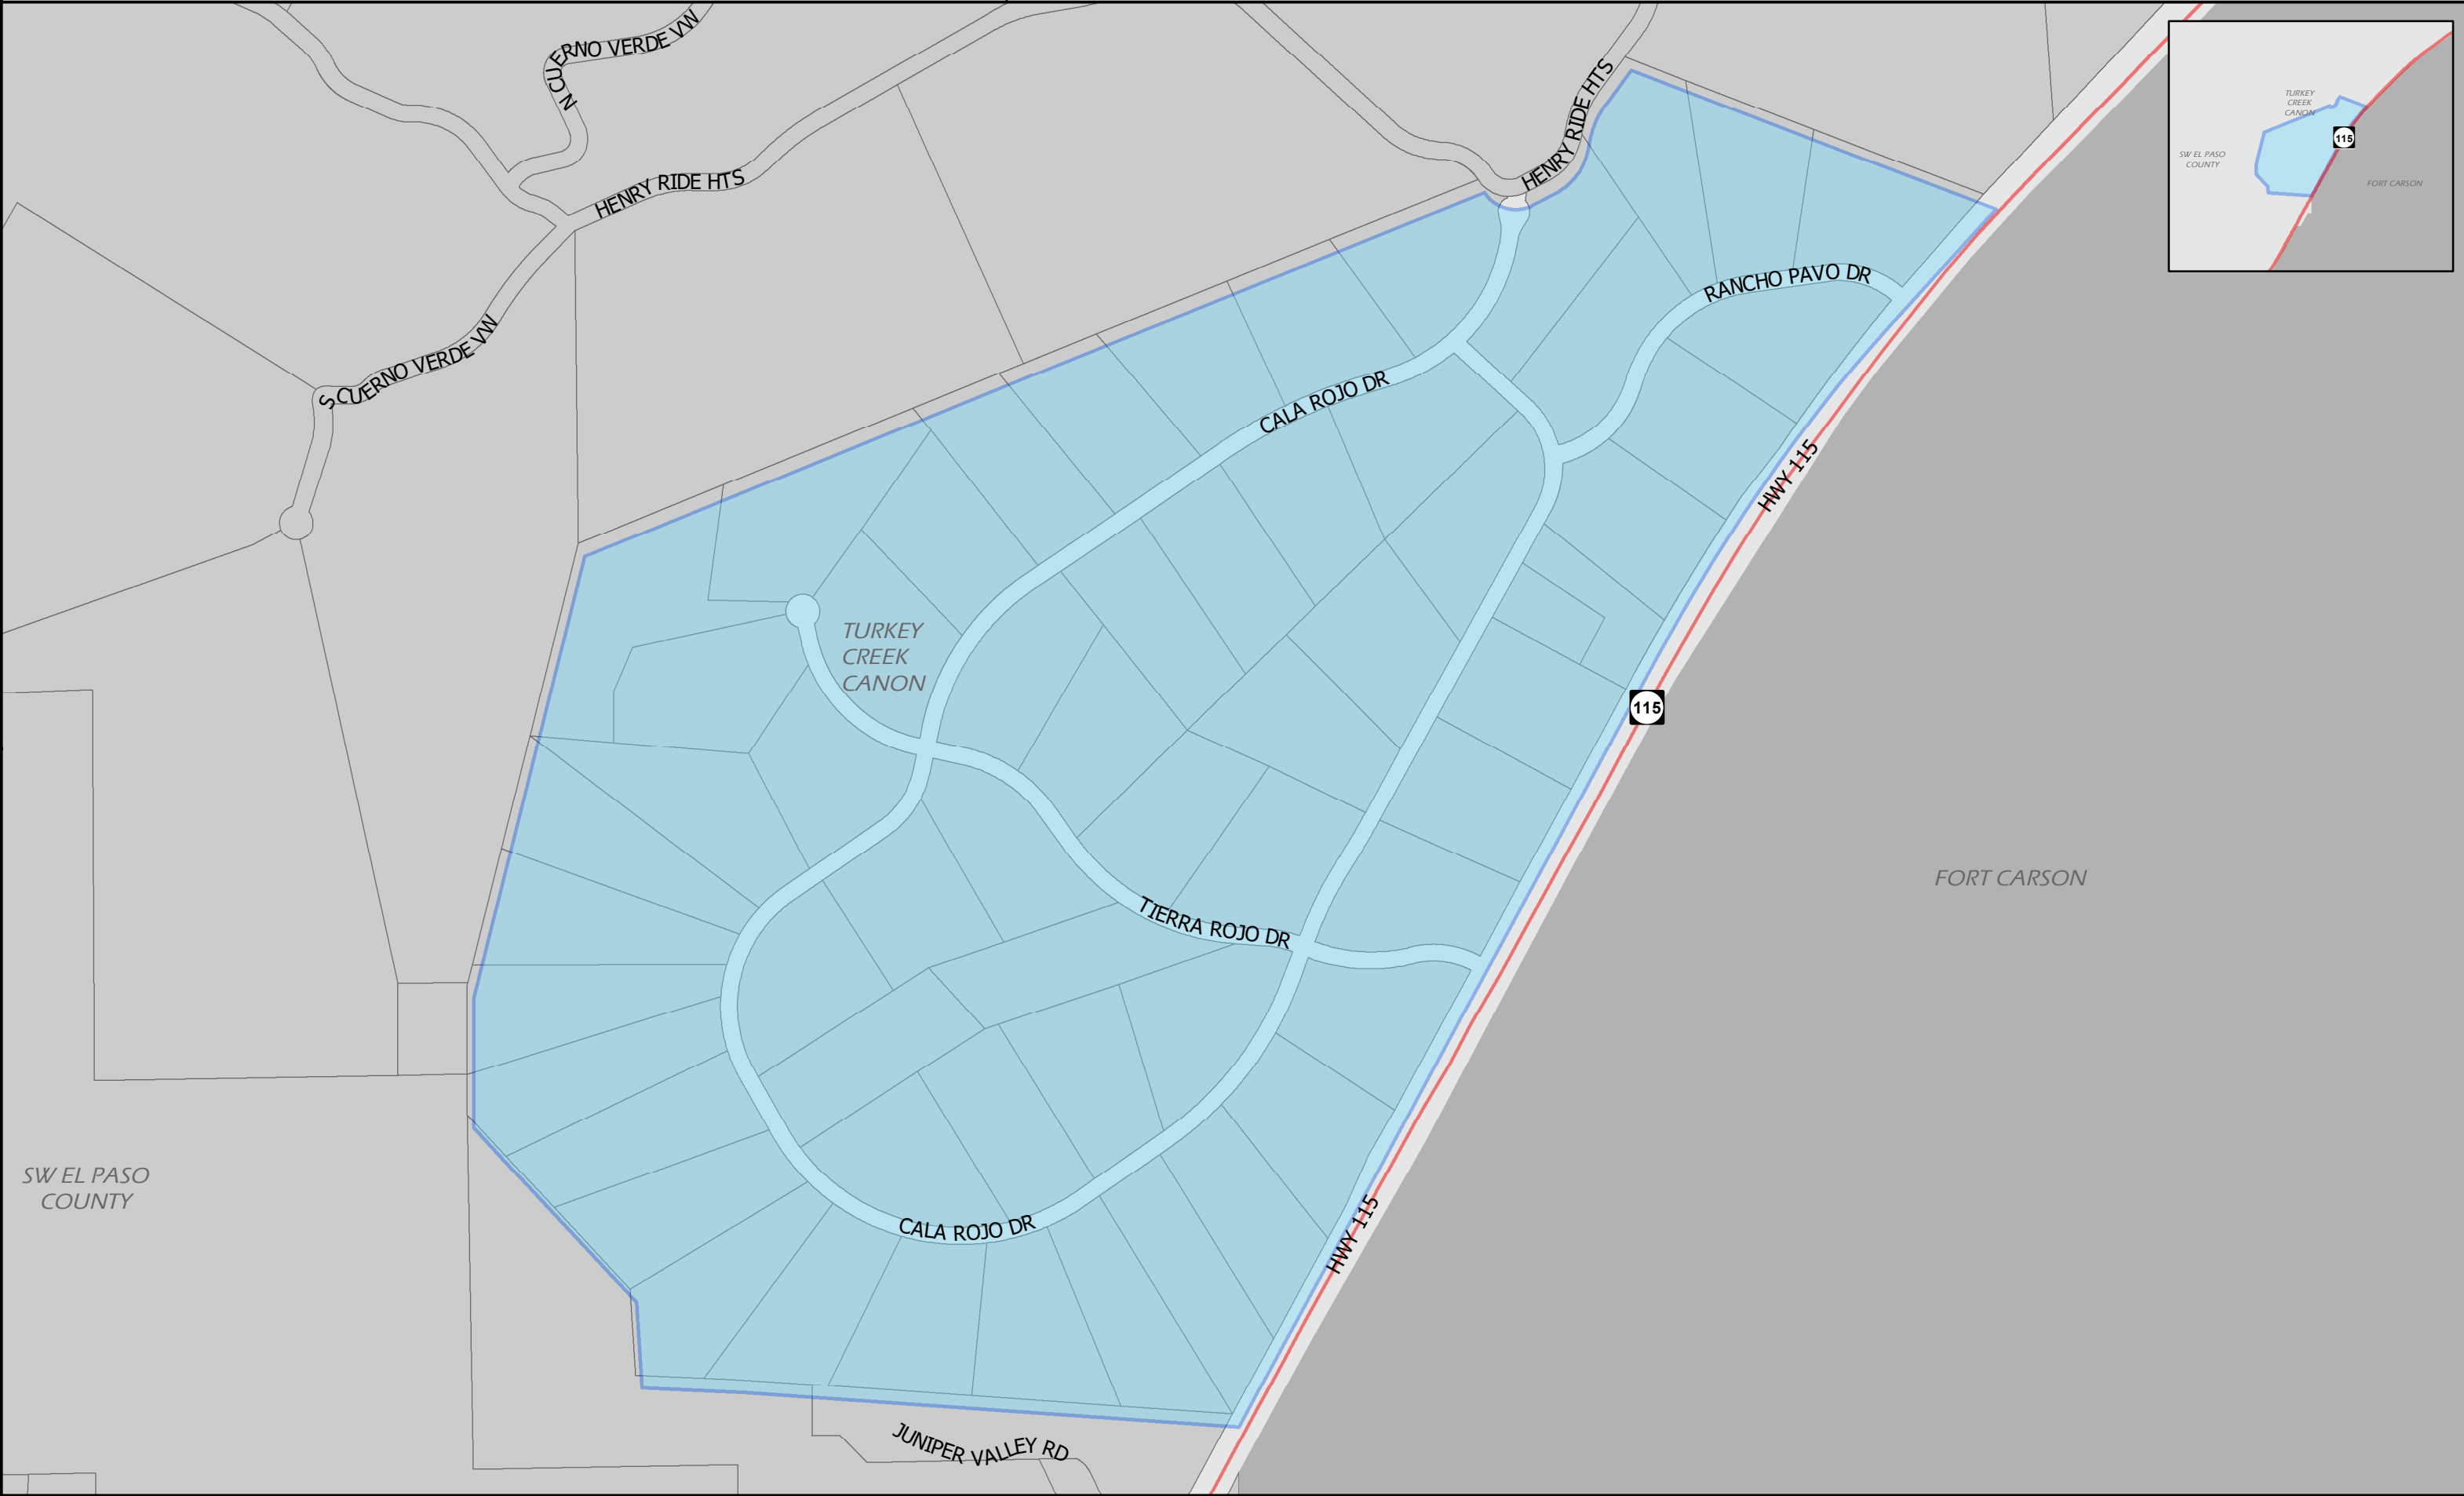 N CUERNO VERDE VW
HENRY RIDE HTS
HENRY RIDE HTS
S CUERNO VERDE VW
RANCHO PAVO DR
CALA ROJO DR
HWY 115
TURKEY
CREEK
CANON
115
FORT CARSON
TIERRA ROJO DR
SW EL PASO
COUNTY
CALA ROJO DR
HWY 115
JUNIPER VALLEY RD
TURKEY
CREEK
CANON
115
SW EL PASO
COUNTY
FORT CARSON